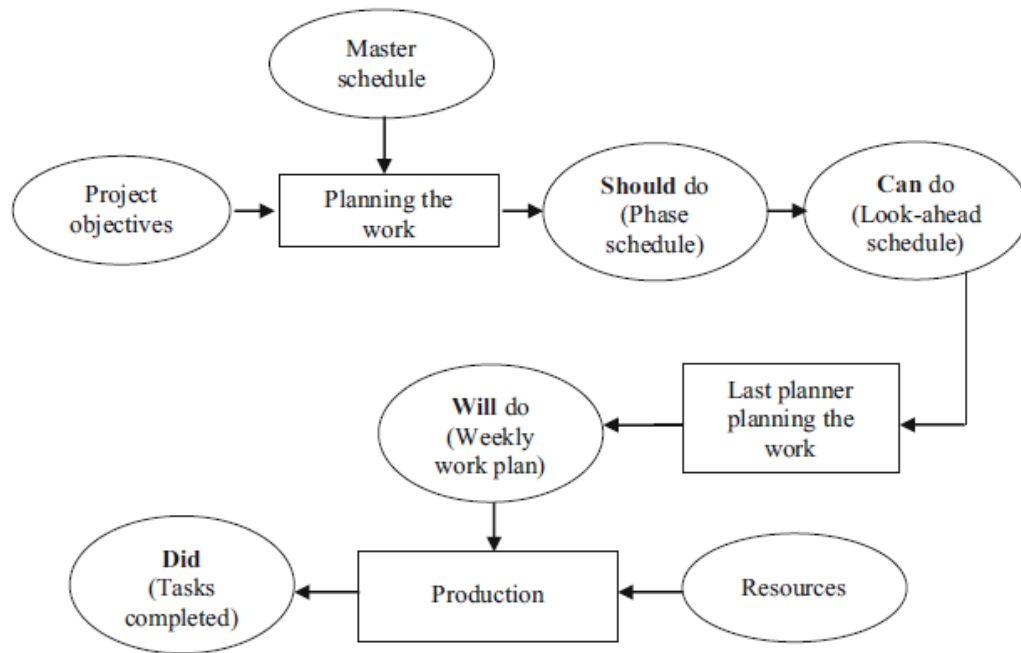 Master
schedule
Project
objectives
Planning the
work
Should do
(Phase
schedule)
Can do
(Look-ahead
schedule)
Last planner
planning the
work
Will do
(Weekly
work plan)
Did
(Tasks
completed)
Production
Resources